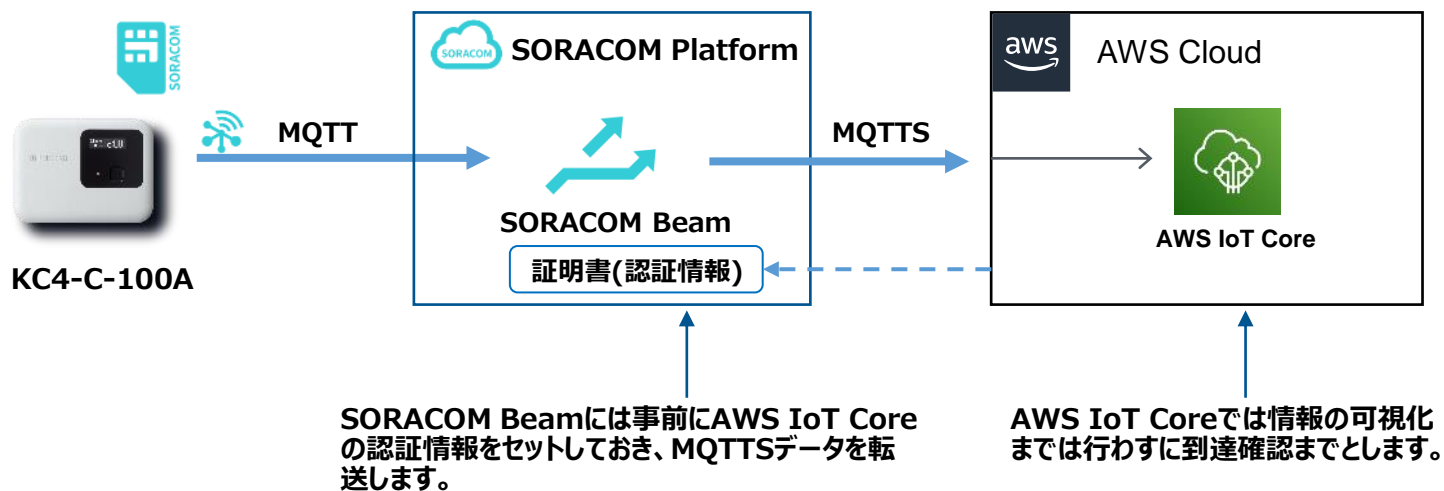 SORACOM
KC4-C-100A
MQTT
SORACOM
SORACOM Platform
SORACOM Beam
証明書(認証情報)
MQTTS
aws
AWS Cloud
AWS IoT Core
SORACOM Beamには事前にAWS IoT Core
の認証情報をセットしておき、MQTTSデータを転
送します。
AWS IoT Coreでは情報の可視化
までは行わずに到達確認までとします。